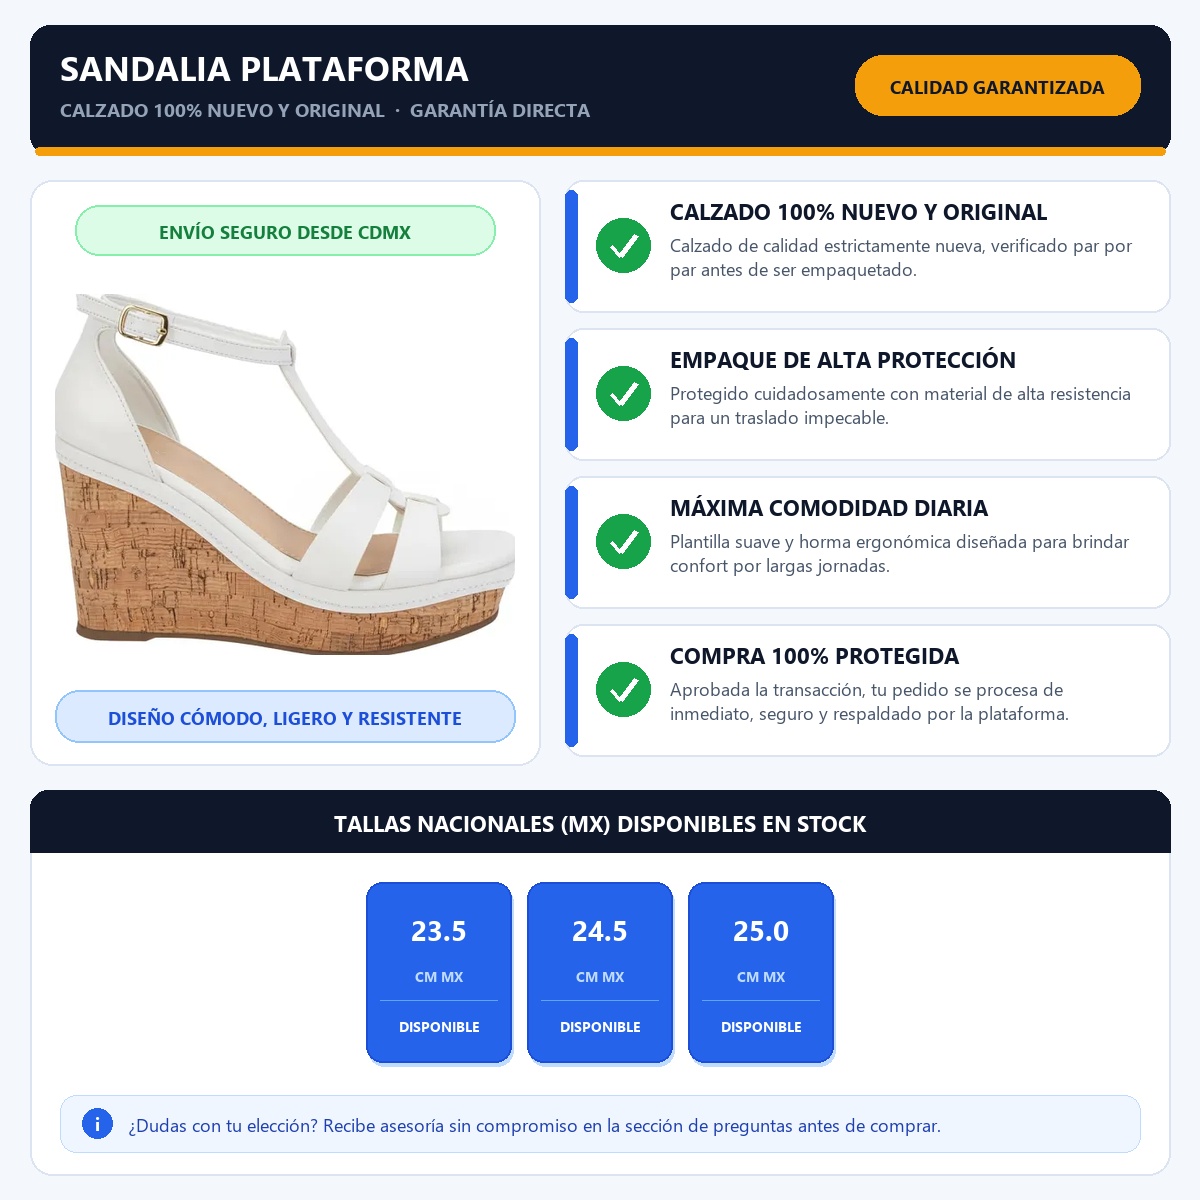 SANDALIA PLATAFORMA
CALZADO 100% NUEVO Y ORIGINAL · GARANTÍA DIRECTA
CALIDAD GARANTIZADA
ENVÍO SEGURO DESDE CDMX
DISEÑO CÓMODO, LIGERO Y RESISTENTE
CALZADO 100% NUEVO Y ORIGINAL
Calzado de calidad estrictamente nueva, verificado par por
par antes de ser empaquetado.
EMPAQUE DE ALTA PROTECCIÓN
Protegido cuidadosamente con material de alta resistencia
para un traslado impecable.
MÁXIMA COMODIDAD DIARIA
Plantilla suave y horma ergonómica diseñada para brindar
confort por largas jornadas.
COMPRA 100% PROTEGIDA
Aprobada la transacción, tu pedido se procesa de
inmediato, seguro y respaldado por la plataforma.
TALLAS NACIONALES (MX) DISPONIBLES EN STOCK
23.5
CM MX
DISPONIBLE
24.5
CM MX
DISPONIBLE
25.0
CM MX
DISPONIBLE
¿Dudas con tu elección? Recibe asesoría sin compromiso en la sección de preguntas antes de comprar.